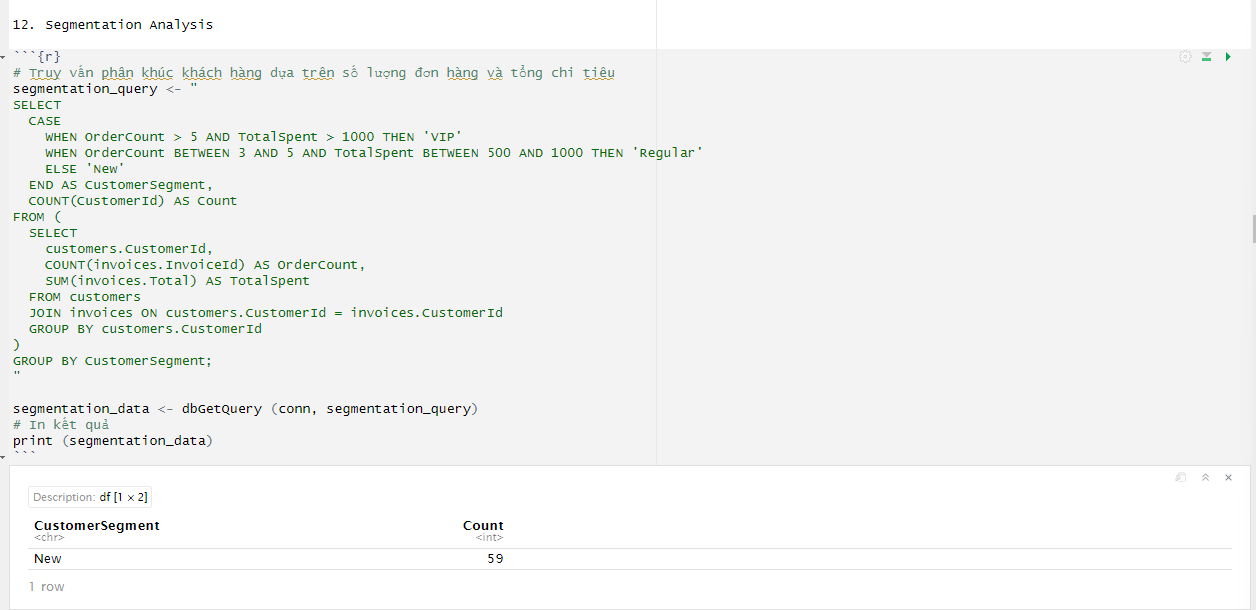 12. Segmentation Analysis
```{r}
# Truy vấn phân khúc khách hàng dựa trên số lượng đơn hàng và tổng chi tiêu
segmentation_query <- "
SELECT
  CASE
    WHEN OrderCount > 5 AND TotalSpent > 1000 THEN 'VIP'
    WHEN OrderCount BETWEEN 3 AND 5 AND TotalSpent BETWEEN 500 AND 1000 THEN 'Regular'
    ELSE 'New'
  END AS CustomerSegment,
  COUNT(CustomerId) AS Count
FROM (
  SELECT
    customers.CustomerId,
    COUNT(invoices.InvoiceId) AS OrderCount,
    SUM(invoices.Total) AS TotalSpent
  FROM customers
  JOIN invoices ON customers.CustomerId = invoices.CustomerId
  GROUP BY customers.CustomerId
)
GROUP BY CustomerSegment;
"
segmentation_data <- dbGetQuery (conn, segmentation_query)
# In kết quả
print (segmentation_data)
```
Description: df [1 × 2]
CustomerSegment Count
<chr> <int>
New 59
1 row